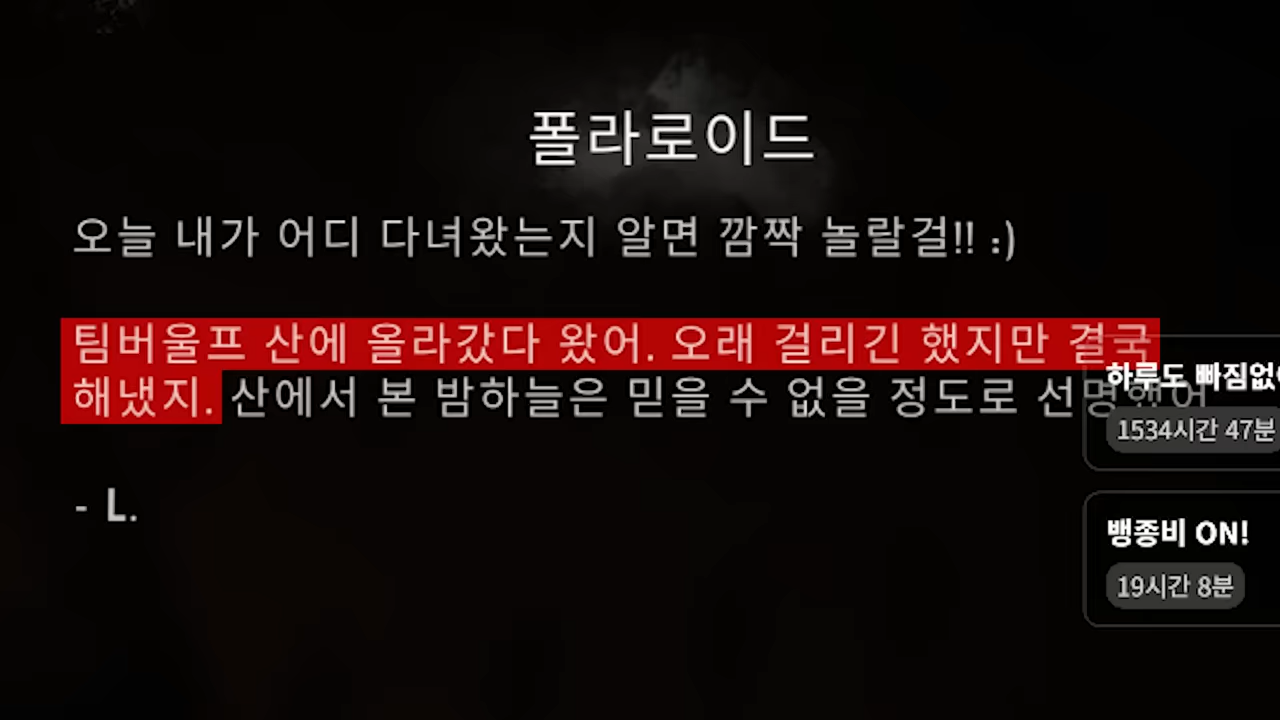 폴라로이드
오늘 내가 어디 다녀왔는지 알면 깜짝 놀랄걸!! :)
팀버울프 산에 올라갔다 왔어. 오래 걸리긴 했지만 결국
해냈지. 산에서 본 밤하늘은 믿을 수 없을 정도로 선명했어
- L.
하루도 빠짐없이
1534시간 47분
뱅종비 ON!
19시간 8분